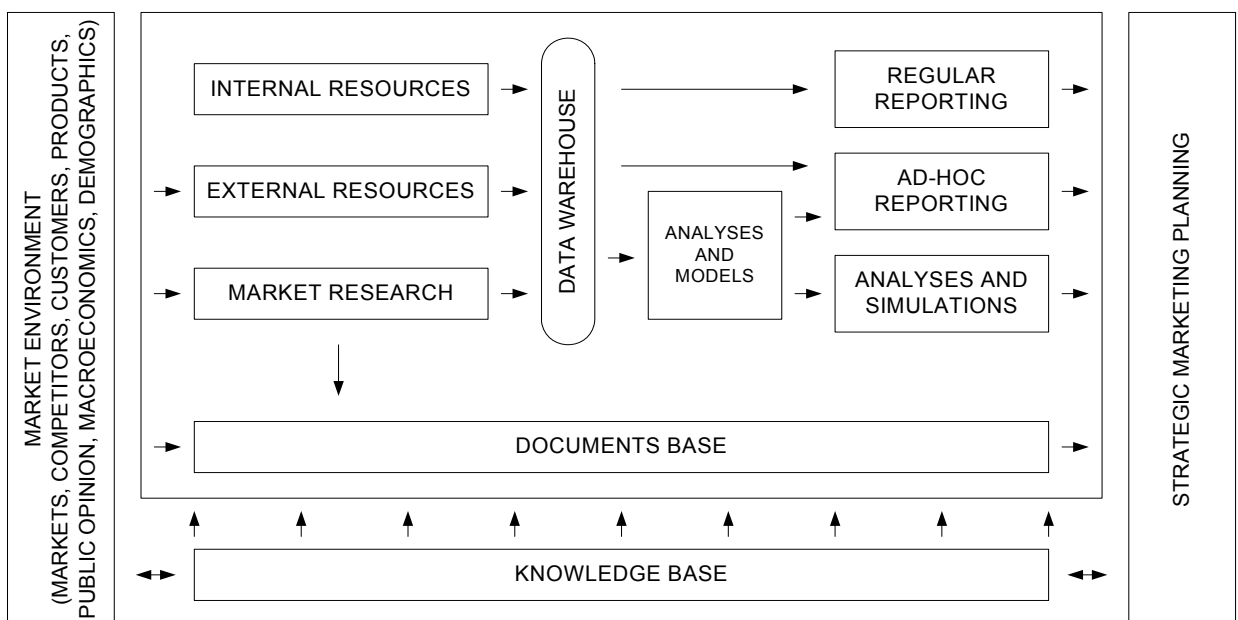 MARKET ENVIRONMENT
(MARKETS, COMPETITORS, CUSTOMERS, PRODUCTS,
PUBLIC OPINION, MACROECONOMICS, DEMOGRAPHICS)
INTERNAL RESOURCES
EXTERNAL RESOURCES
MARKET RESEARCH
DATA WAREHOUSE
ANALYSES
AND
MODELS
REGULAR
REPORTING
AD-HOC
REPORTING
ANALYSES AND
SIMULATIONS
DOCUMENTS BASE
KNOWLEDGE BASE
STRATEGIC MARKETING PLANNING